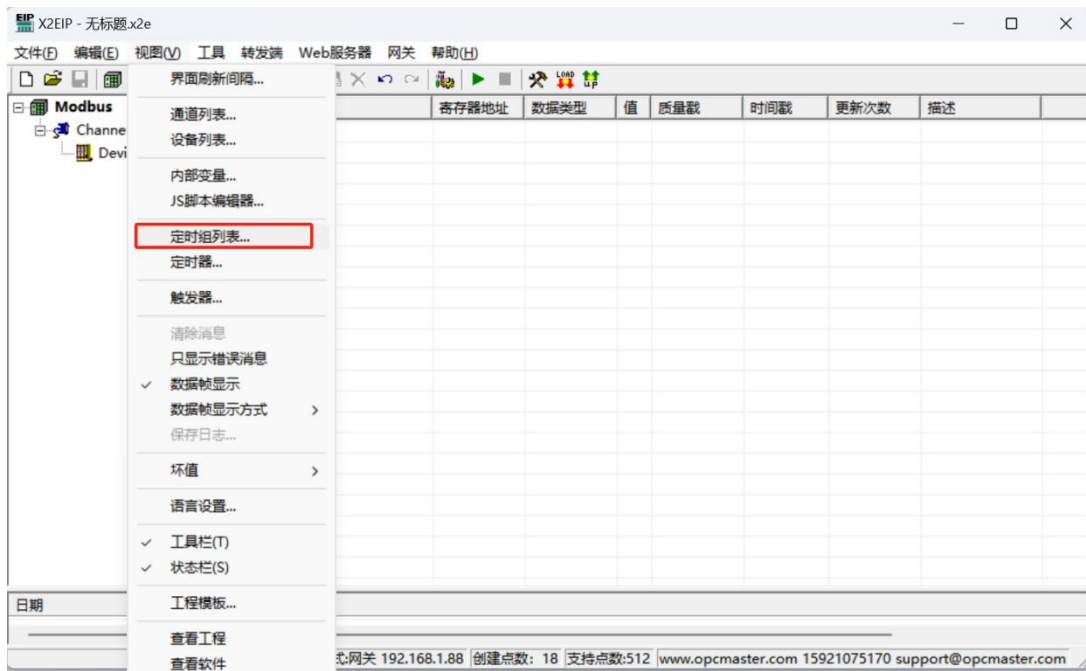 EIP X2EIP - 无标题.x2e
文件(F) 编辑(E) 视图(V) 工具 转发端 Web服务器 网关 帮助(H)
LOAD UP
界面刷新间隔...
Modbus
寄存器地址 数据类型 值 质量戳 时间戳 更新次数 描述
通道列表...
Channe
设备列表...
Devi
内部变量...
JS脚本编辑器...
定时组列表...
定时器...
触发器...
清除消息
只显示错误消息
数据帧显示
数据帧显示方式
保存日志...
坏值
语言设置...
工具栏(T)
状态栏(S)
工程模板...
日期
查看工程
查看软件
式:网关 192.168.1.88 创建点数: 18 支持点数:512 www.opcmaster.com 15921075170 support@opcmaster.com